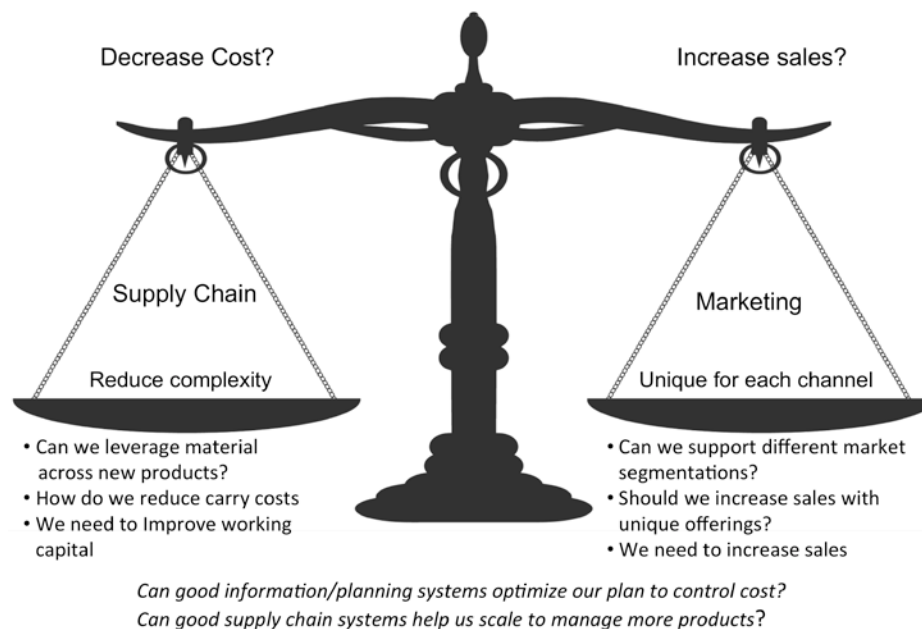 Decrease Cost?
Increase sales?
Supply Chain
Marketing
Reduce complexity
Unique for each channel
• Can we leverage material
across new products?
• How do we reduce carry costs
• We need to Improve working
capital
• Can we support different market
segmentations?
• Should we increase sales with
unique offerings?
• We need to increase sales
Can good information/planning systems optimize our plan to control cost?
Can good supply chain systems help us scale to manage more products?